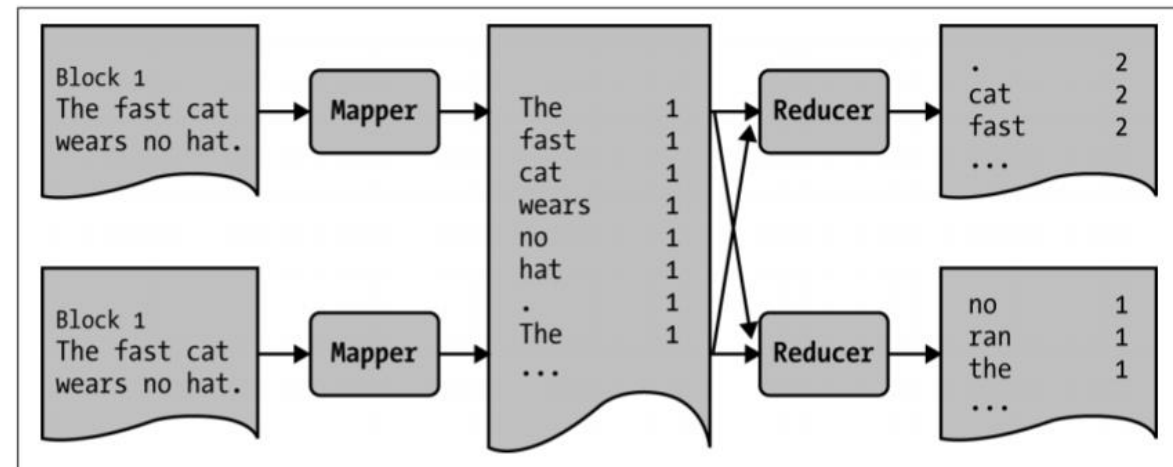 Block 1
The fast cat
wears no hat.
Mapper
The 1
fast 1
cat 1
wears 1
no 1
hat 1
. 1
The 1
...
Reducer
. 2
cat 2
fast 2
...
Block 1
The fast cat
wears no hat.
Mapper
Reducer
no 1
ran 1
the 1
...